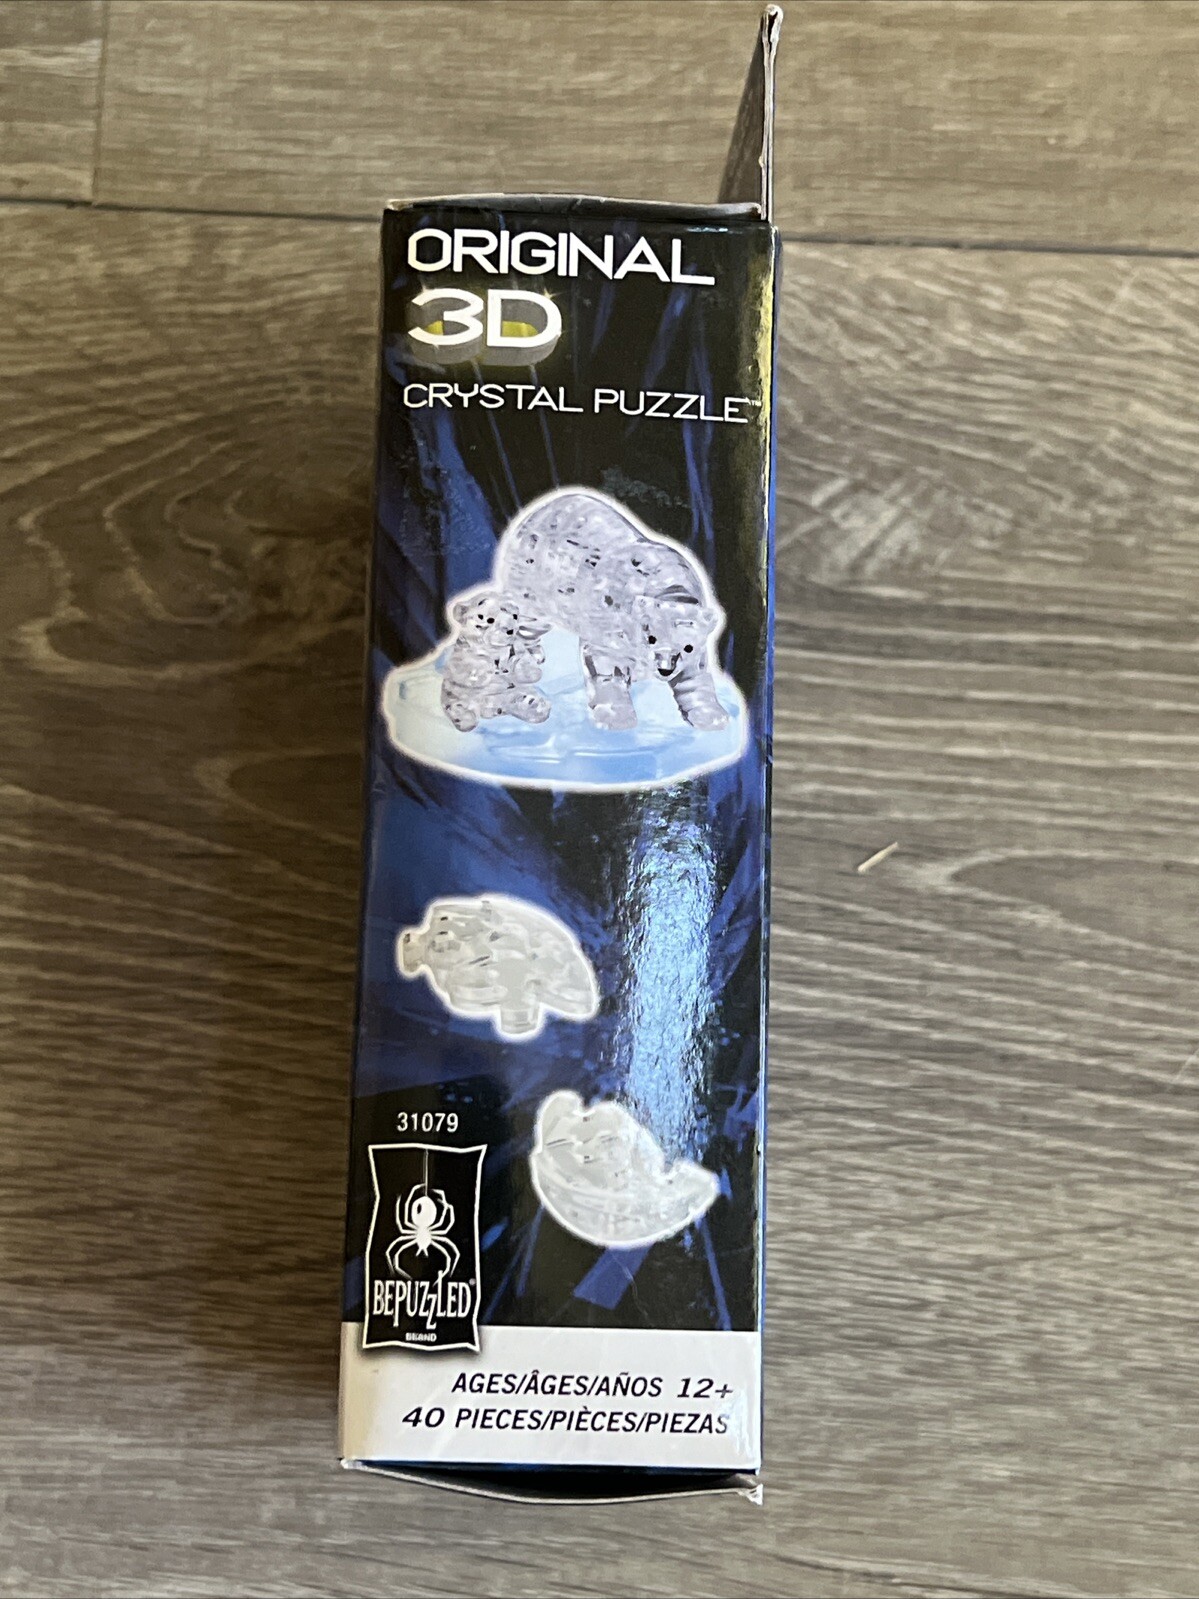 ORIGINAL
3D
CRYSTAL PUZZLE™
31079
BEPUZZLED®
BRAND
AGES/ÂGES/AÑOS 12+
40 PIECES/PIÈCES/PIEZAS